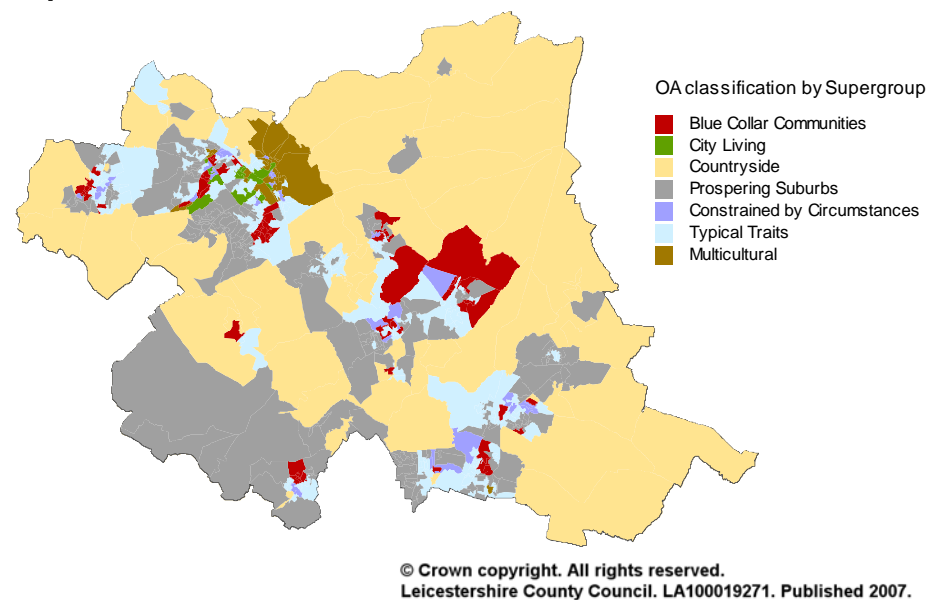 OA classification by Supergroup
Blue Collar Communities
City Living
Countryside
Prospering Suburbs
Constrained by Circumstances
Typical Traits
Multicultural
© Crown copyright. All rights reserved.
Leicestershire County Council. LA100019271. Published 2007.